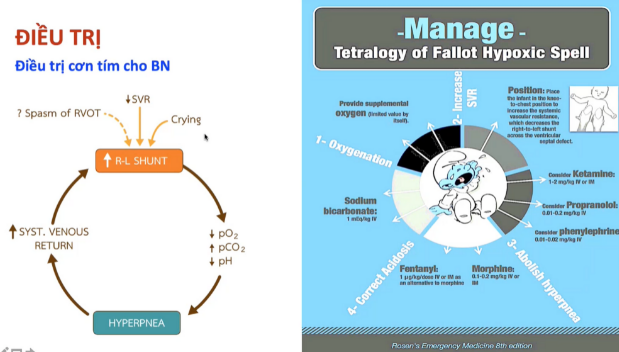 ĐIỀU TRỊ
Điều trị cơn tím cho BN
↓SVR
? Spasm of RVOT
Crying
↑ R-L SHUNT
↓ pO₂
↑ pCO₂
↓ pH
HYPERPNEA
↑ SYST. VENOUS
RETURN
-Manage-
Tetralogy of Fallot Hypoxic Spell
Provide supplemental
oxygen (limited value by
itself).
1- Oxygenation
2- Increase
SVR
Position: Place
the infant in the knee-
to-chest position to
increase the systemic
vascular resistance,
which decreases the
right-to-left shunt
across the ventricular
septal defect.
Consider Ketamine:
1-2 mg/kg IV or IM
Consider Propranolol:
0.01-0.2 mg/kg IV
Consider phenylephrine:
0.01-0.02 mg/kg IV
3- Abolish hyperpnea
Morphine:
0.1-0.2 mg/kg IV or
IM
Fentanyl:
1 µg/kg/dose IV or IM as
an alternative to morphine
4- Correct Acidosis
Sodium
bicarbonate:
1 mEq/kg IV
Rosen's Emergency Medicine 8th edition